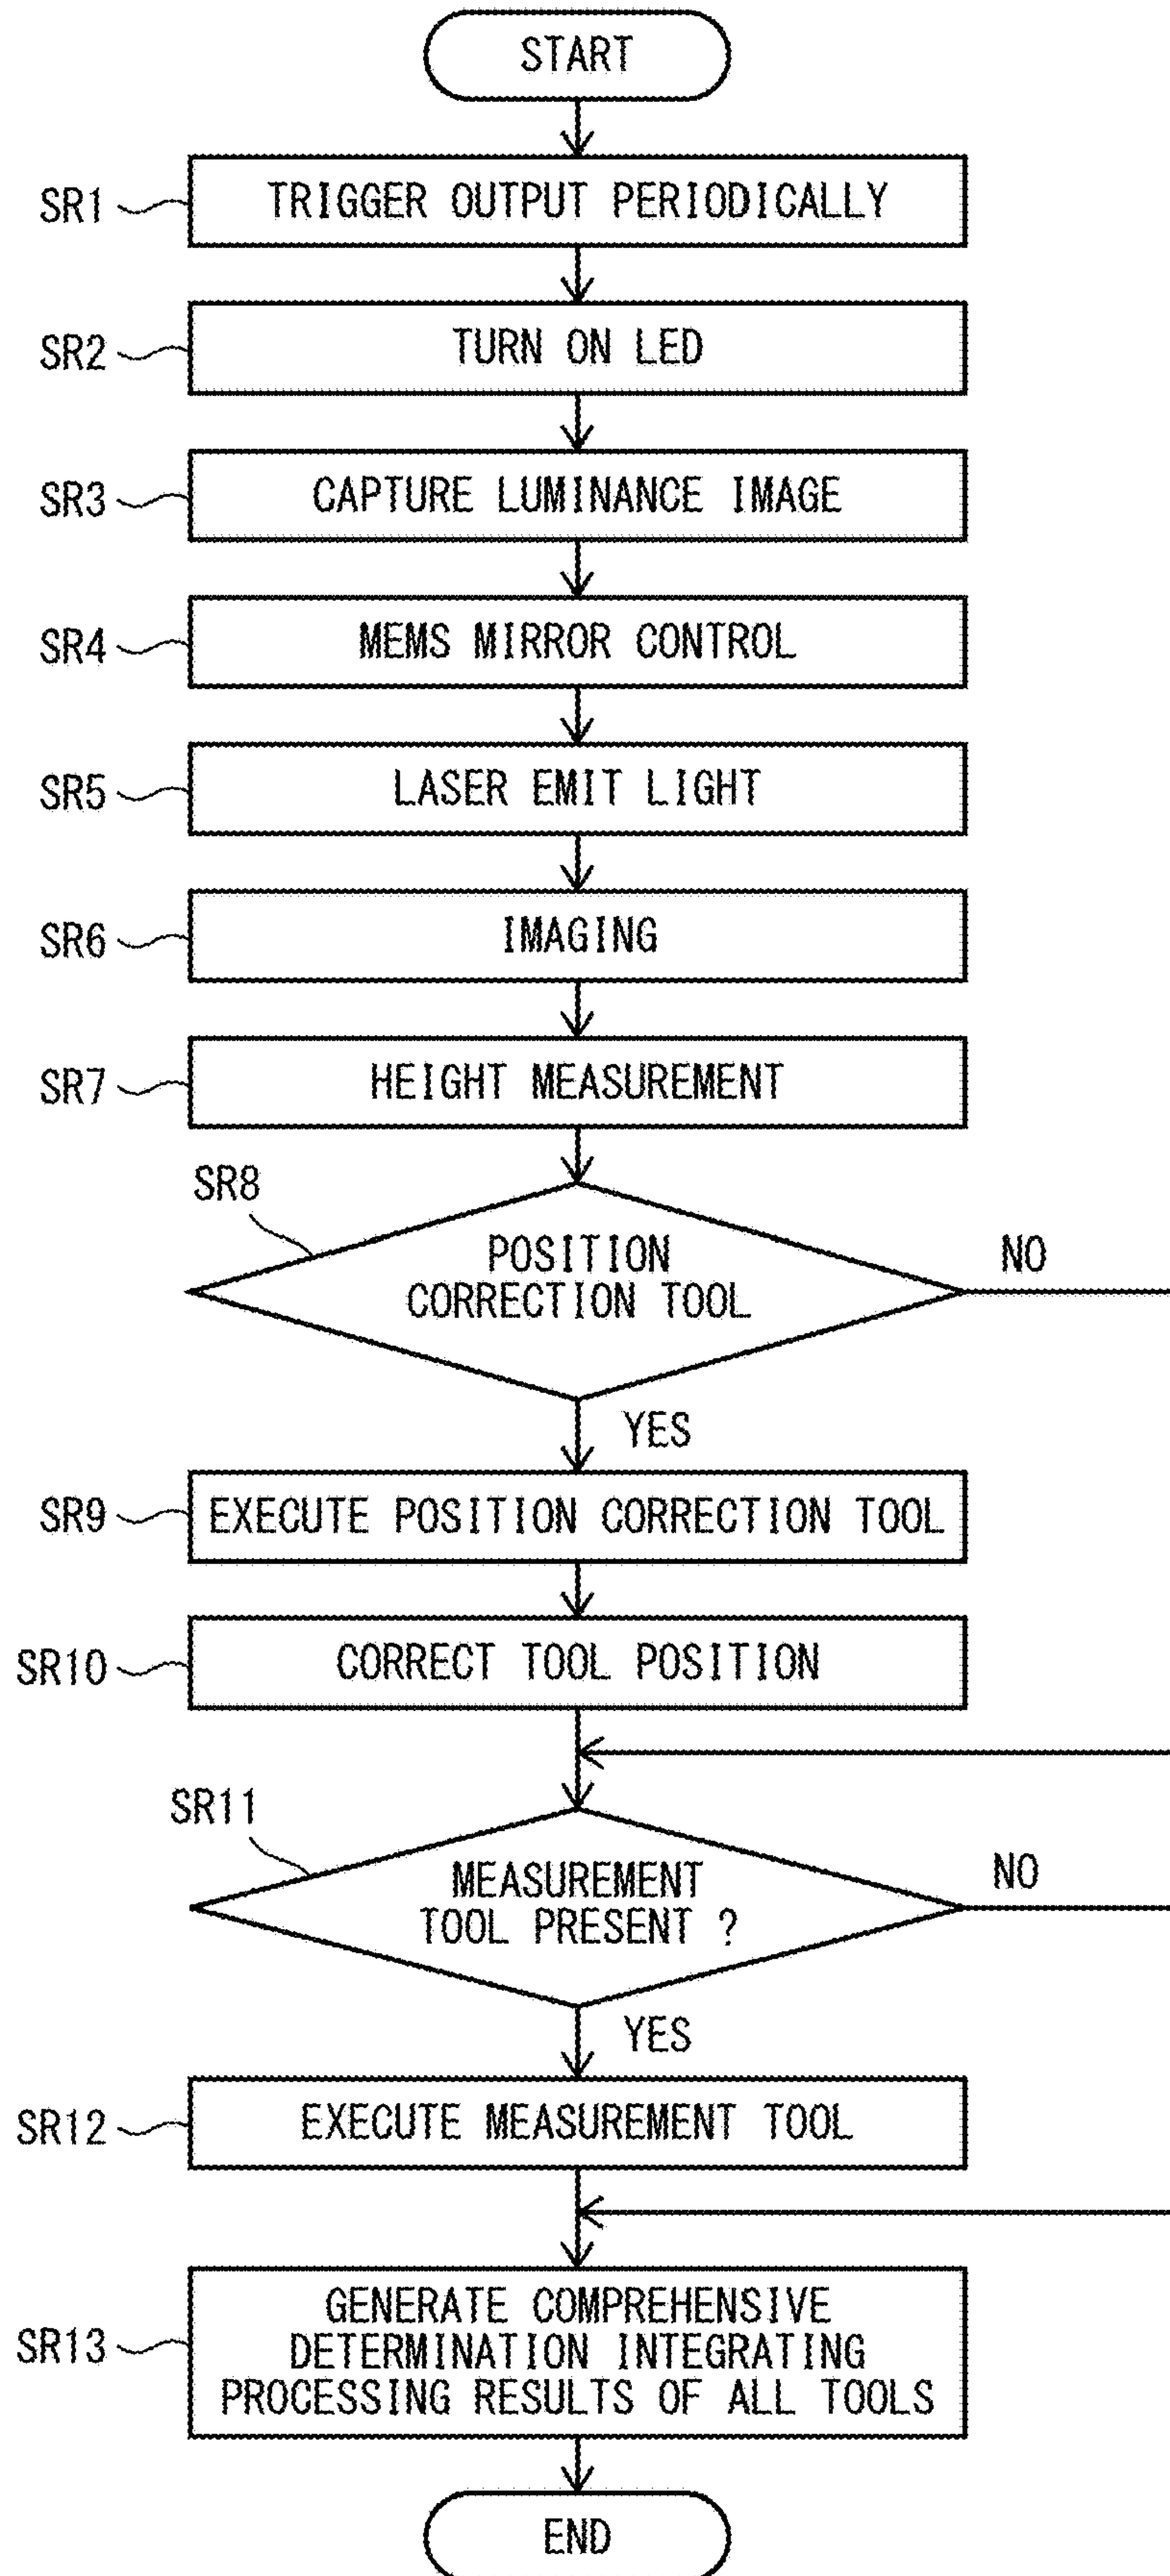 START
SR1
TRIGGER OUTPUT PERIODICALLY
SR2
TURN ON LED
SR3
CAPTURE LUMINANCE IMAGE
SR4
MEMS MIRROR CONTROL
SR5
LASER EMIT LIGHT
SR6
IMAGING
SR7
HEIGHT MEASUREMENT
SR8
POSITION
CORRECTION TOOL
NO
YES
SR9
EXECUTE POSITION CORRECTION TOOL
SR10
CORRECT TOOL POSITION
SR11
MEASUREMENT
TOOL PRESENT ?
NO
YES
SR12
EXECUTE MEASUREMENT TOOL
SR13
GENERATE COMPREHENSIVE
DETERMINATION INTEGRATING
PROCESSING RESULTS OF ALL TOOLS
END